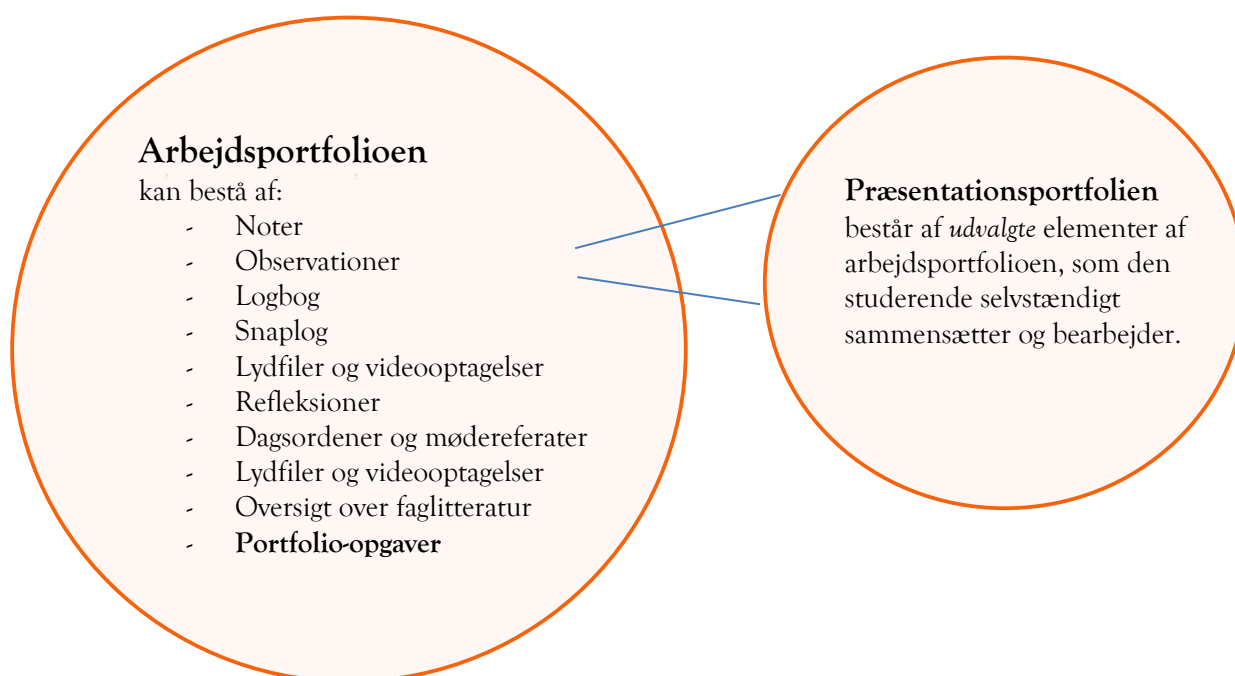 Arbejdsportfolioen
kan bestå af:
- Noter
- Observationer
- Logbog
- Snaplog
- Lydfiler og videooptagelser
- Refleksioner
- Dagsordener og mødereferater
- Lydfiler og videooptagelser
- Oversigt over faglitteratur
- Portfolio-opgaver
Præsentationsportfolien
består af udvalgte elementer af
arbejdsportfolioen, som den
studerende selvstændigt
sammensætter og bearbejder.